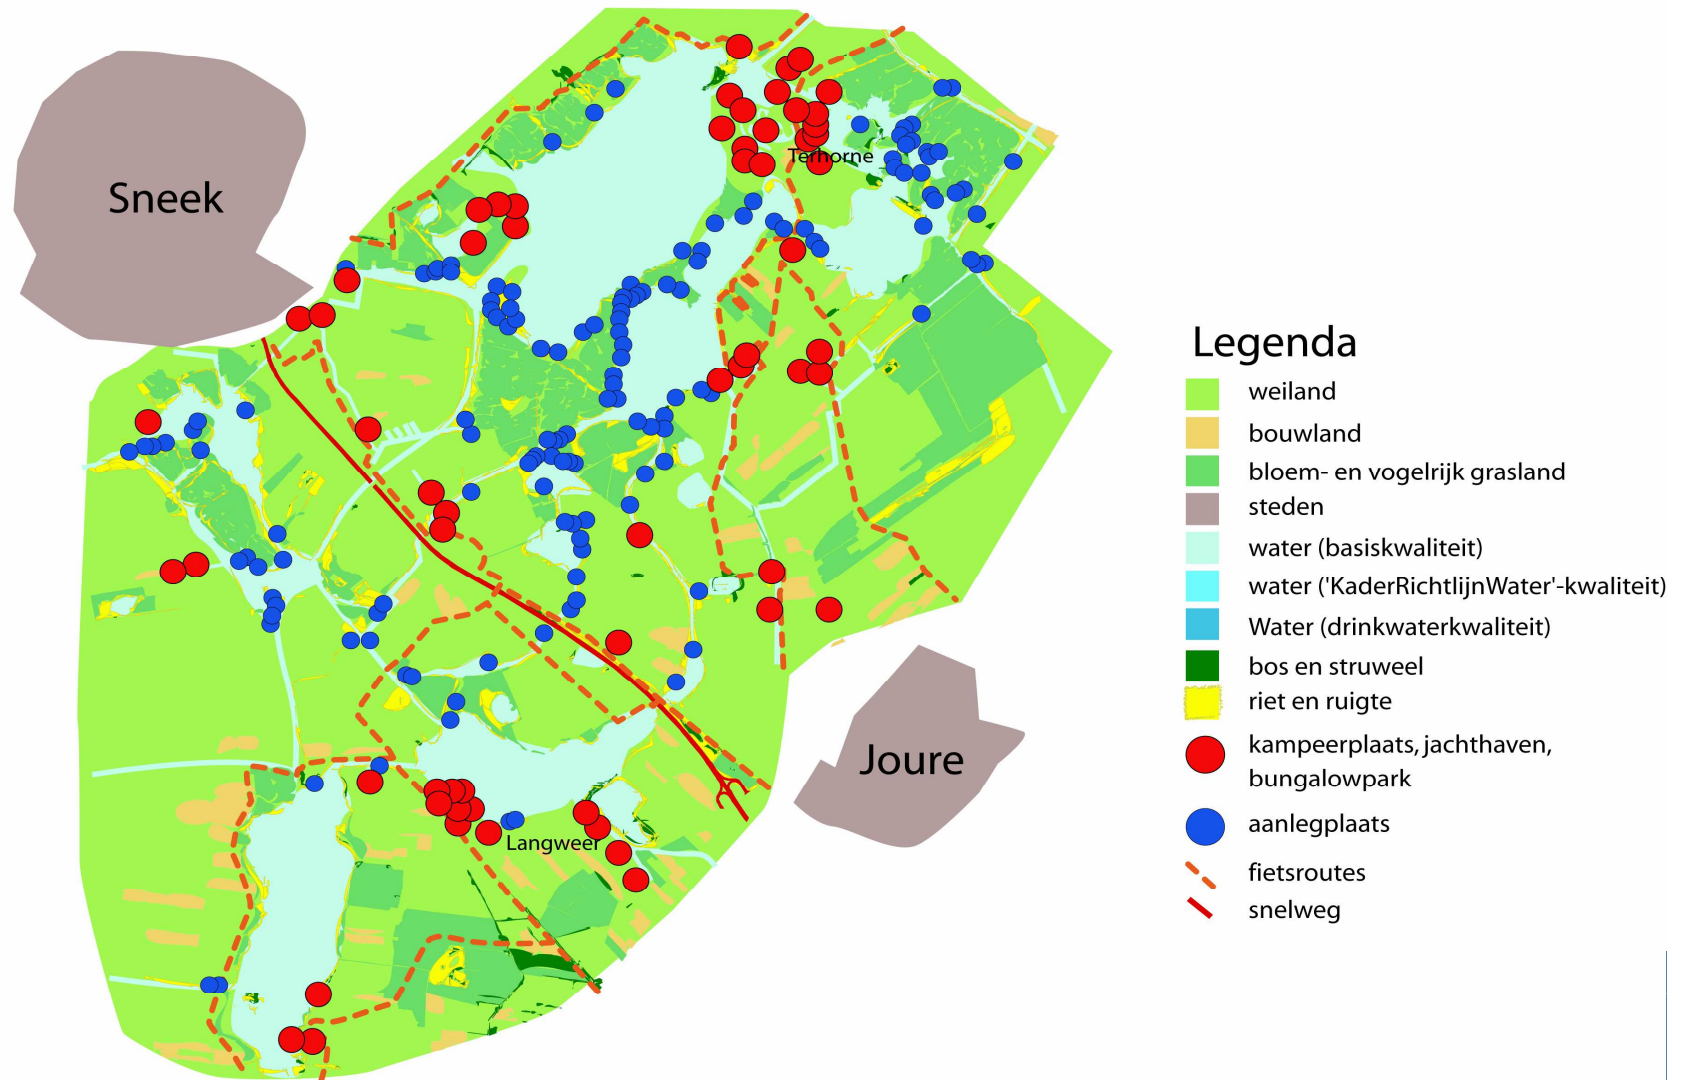 Sneek
Terhorne
Joure
Langweer
Legenda
weiland
bouwland
bloem- en vogelrijk grasland
steden
water (basiskwaliteit)
water ('KaderRichtlijnWater'-kwaliteit)
Water (drinkwaterkwaliteit)
bos en struweel
riet en ruigte
kampeerplaats, jachthaven,
bungalowpark
aanlegplaats
fietsroutes
snelweg